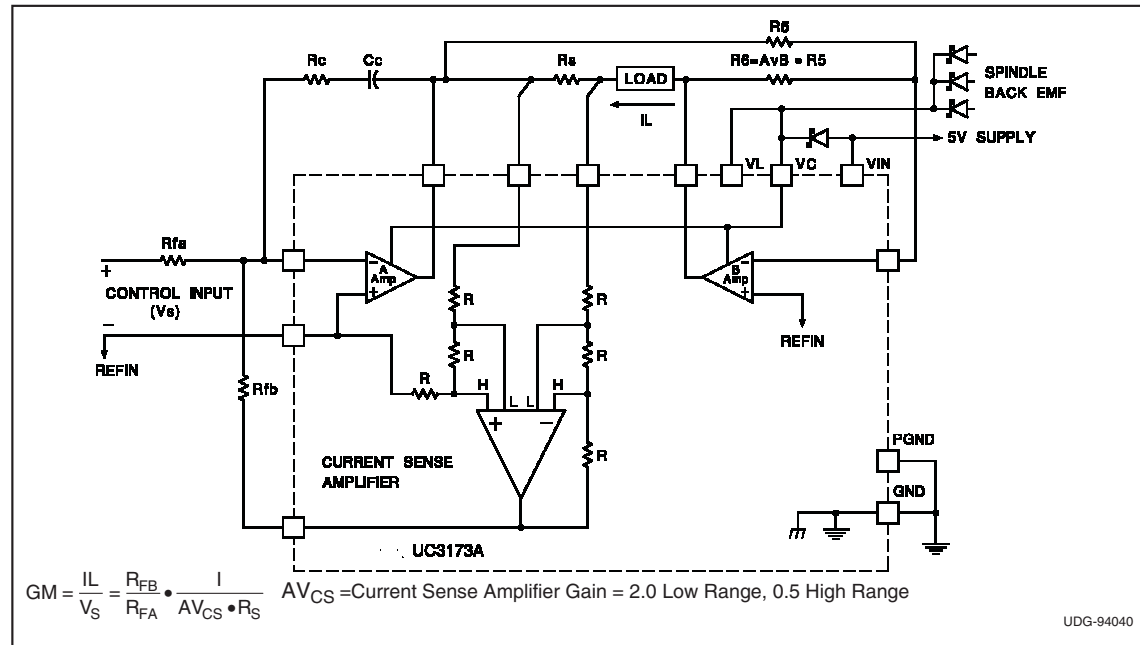 R5
Rc
Cc
Rs
LOAD
R6=AvB • R5
SPINDLE
BACK EMF
IL
5V SUPPLY
VL
VC
VIN
Rfa
+
CONTROL INPUT
(Vs)
−
REFIN
−
A
Amp
+
−
B
Amp
+
REFIN
R
R
R
R
R
Rfb
H
L
L
H
+
−
R
CURRENT SENSE
AMPLIFIER
PGND
GND
UC3173A
GM = IL/VS = RFB/RFA • I/AVCS • RS
AVCS =Current Sense Amplifier Gain = 2.0 Low Range, 0.5 High Range
UDG-94040